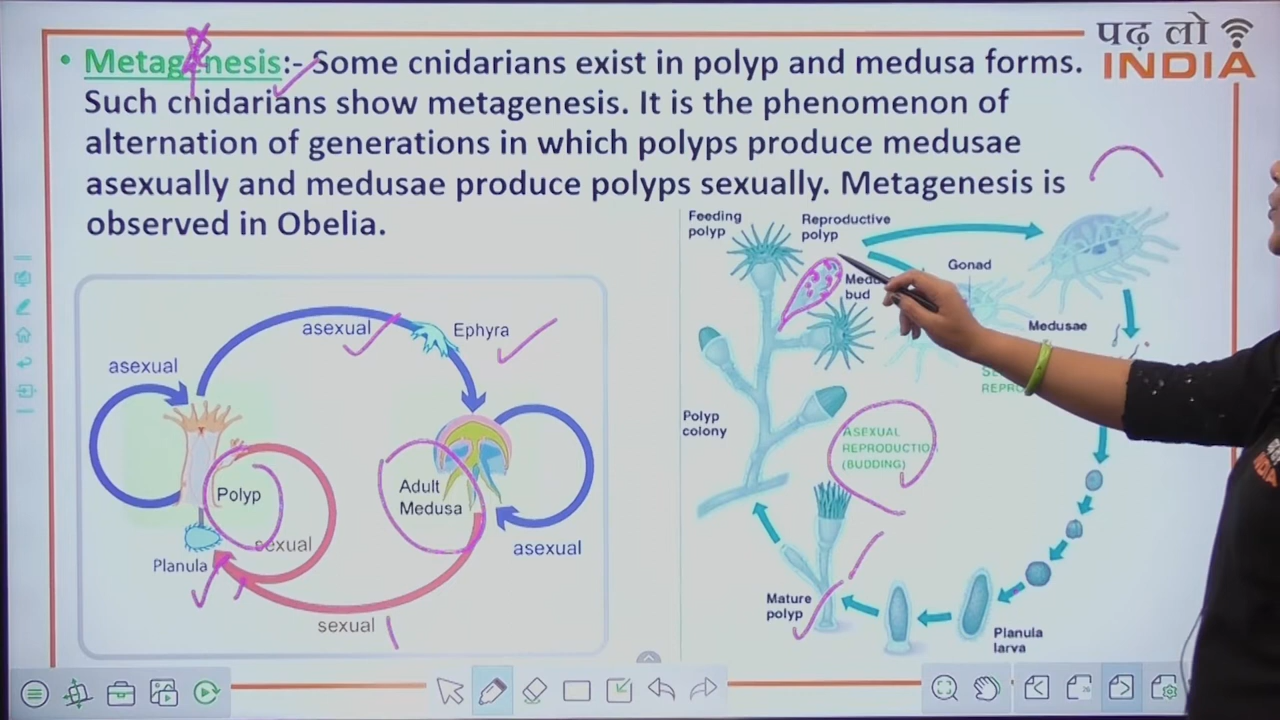 पढ़ लो
INDIA
• Metagenesis:- Some cnidarians exist in polyp and medusa forms.
Such cnidarians show metagenesis. It is the phenomenon of
alternation of generations in which polyps produce medusae
asexually and medusae produce polyps sexually. Metagenesis is
observed in Obelia.
asexual
Ephyra
asexual
Polyp
Adult
Medusa
sexual
asexual
Planula
sexual
Feeding
polyp
Reproductive
polyp
Gonad
bud
Medusae
Polyp
colony
ASEXUAL
REPRODUCTION
(BUDDING)
Mature
polyp
Planula
larva